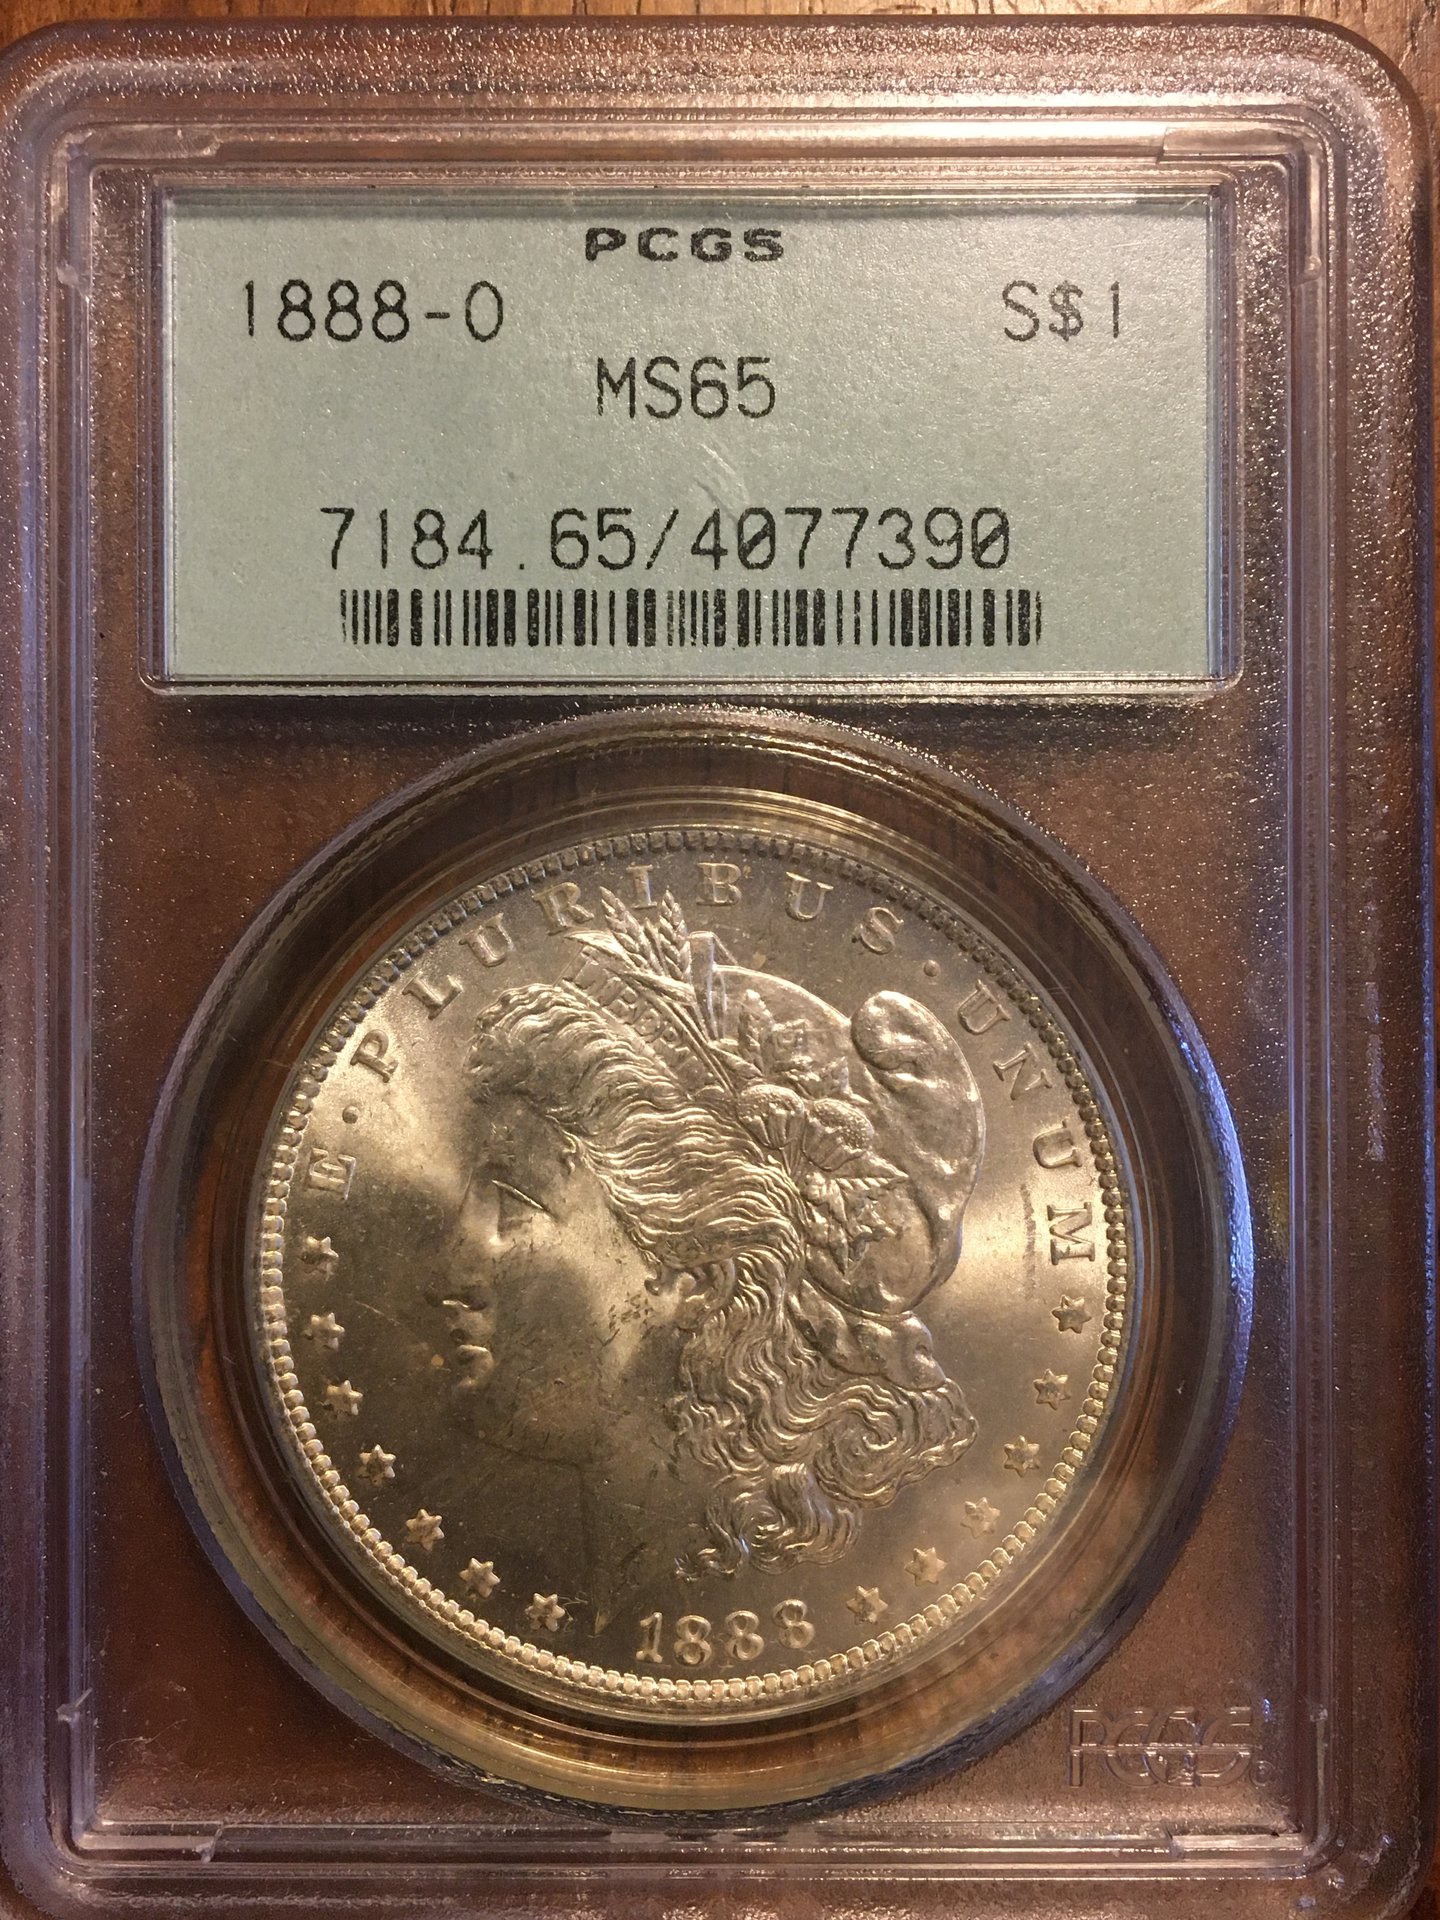 PCGS
1888-O S$1
MS65
7184.65/4077390
E·PLURIBUS·UNUM
LIBERTY
1888
PCGS